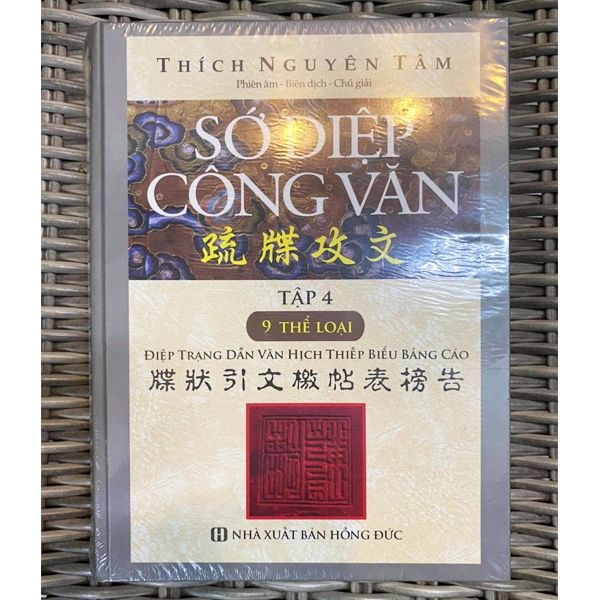 THÍCH NGUYÊN TÂM
Phiên âm - Biên dịch - Chú giải
SỚ ĐIỆP
CÔNG VĂN
疏牒攻文
TẬP 4
9 THỂ LOẠI
ĐIỆP TRẠNG DẪN VĂN HỊCH THIẾP BIỂU BẢNG CÁO
牒狀引文檄帖表榜告
NHÀ XUẤT BẢN HỒNG ĐỨC